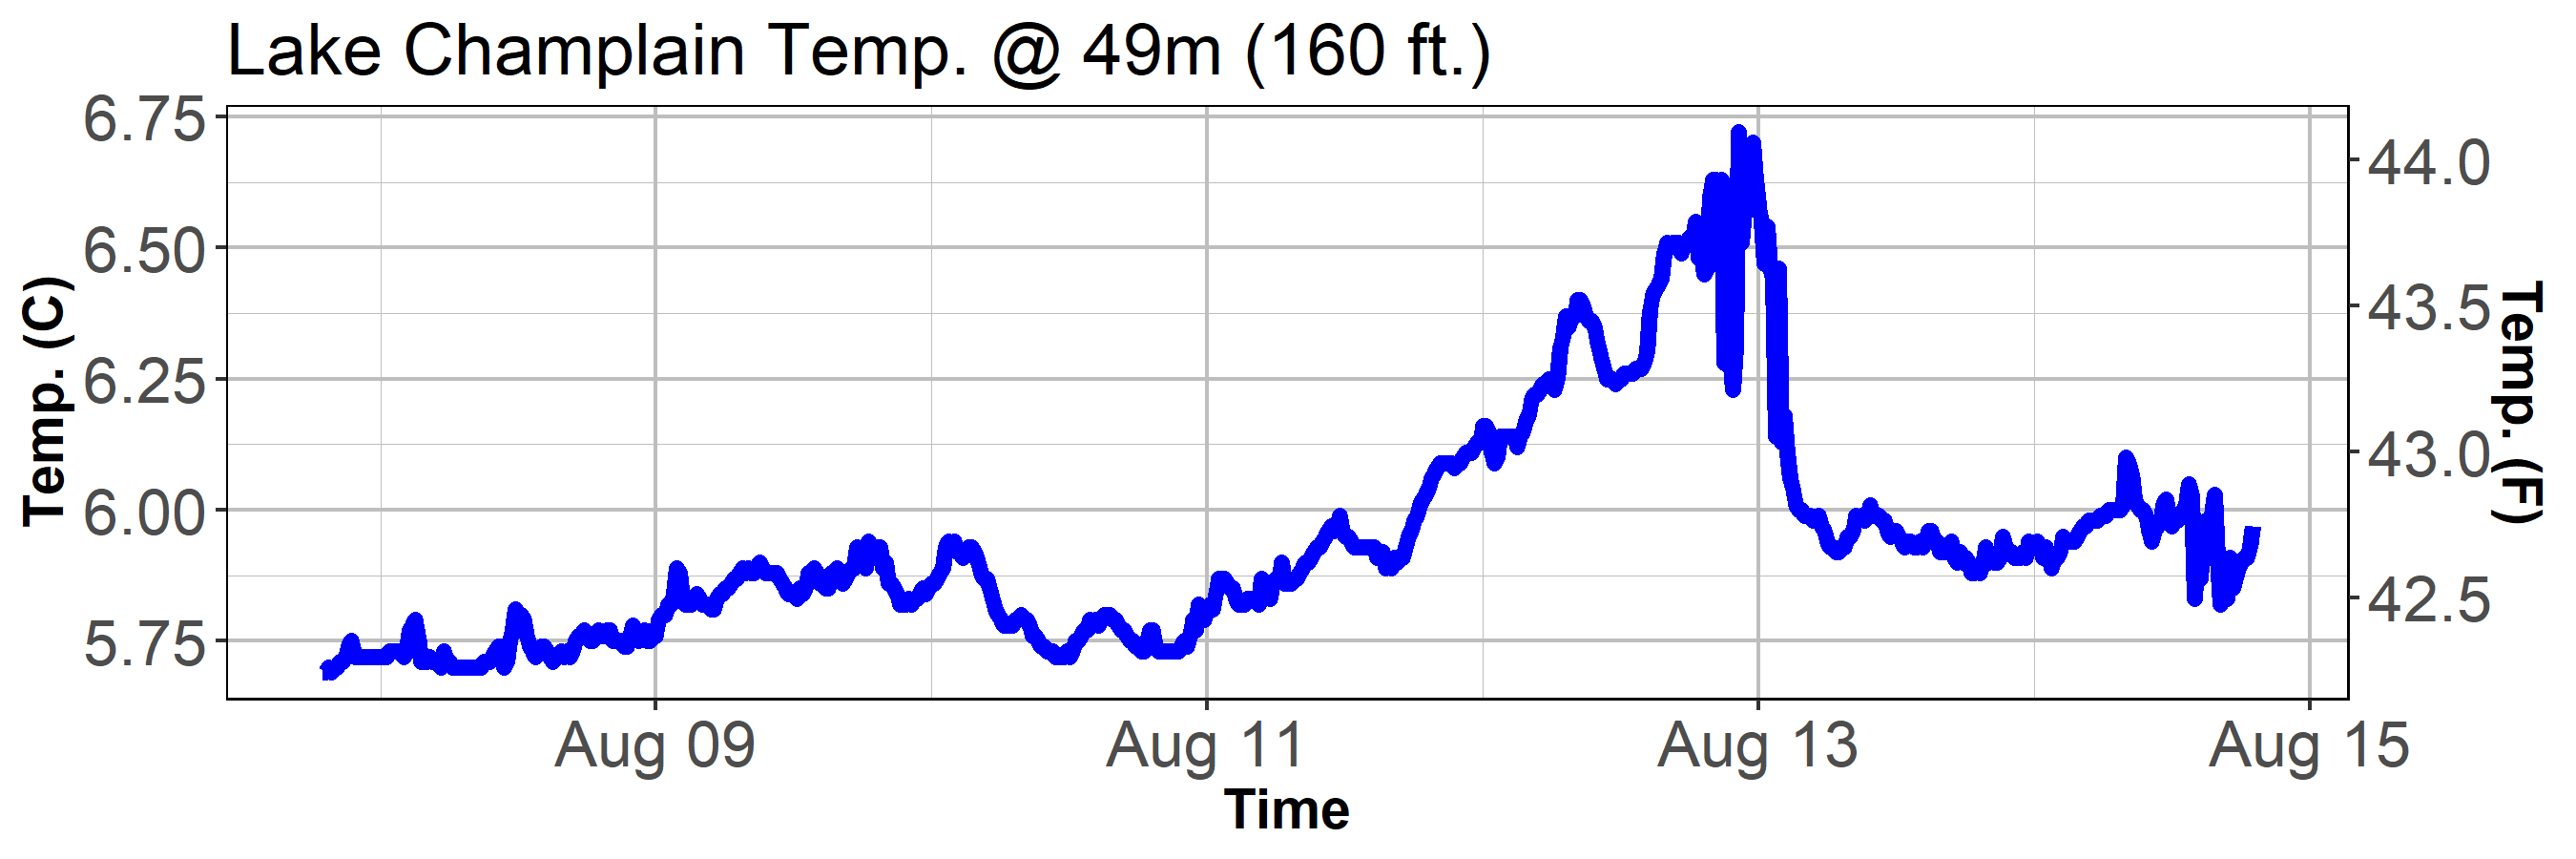 Lake Champlain Temp. @ 49m (160 ft.)
6.75
6.50
6.25
6.00
5.75
Temp. (C)
44.0
43.5
43.0
42.5
Temp. (F)
Aug 09 Aug 11 Aug 13 Aug 15
Time